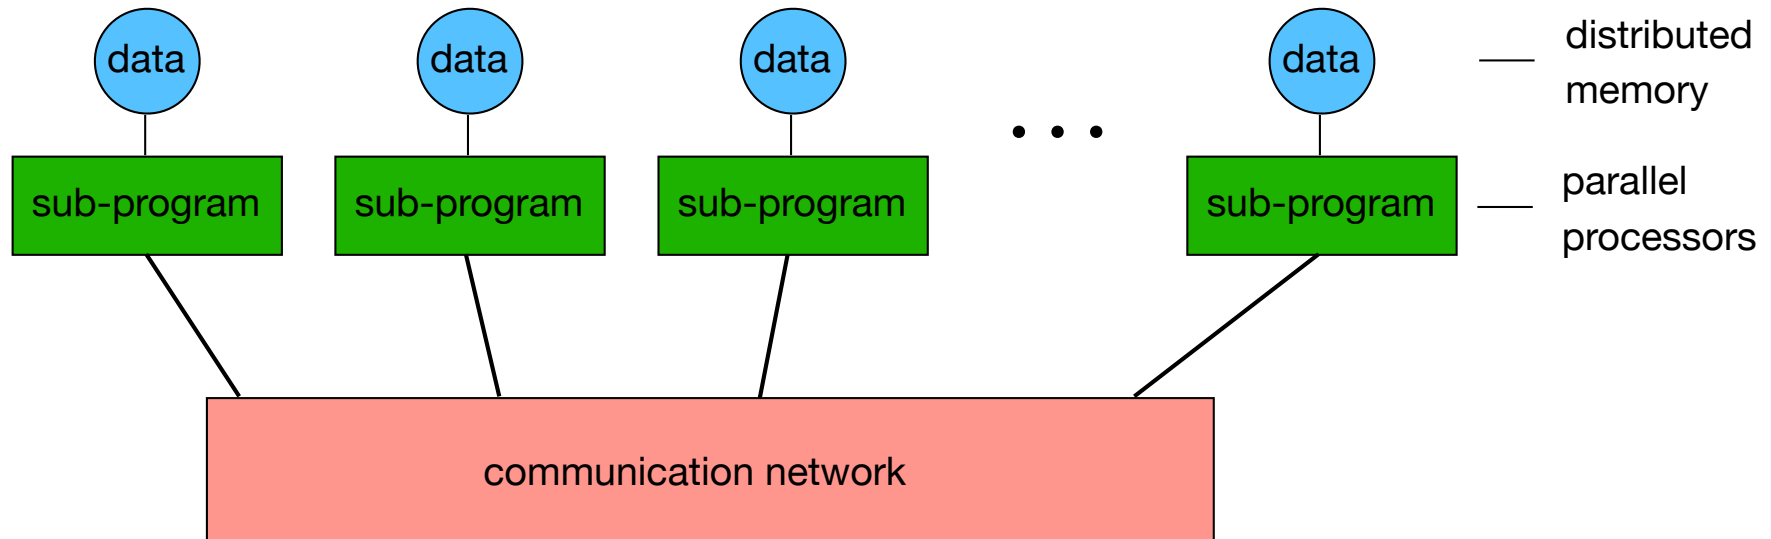 data
data
data
data
distributed
memory
sub-program
sub-program
sub-program
sub-program
parallel
processors
communication network